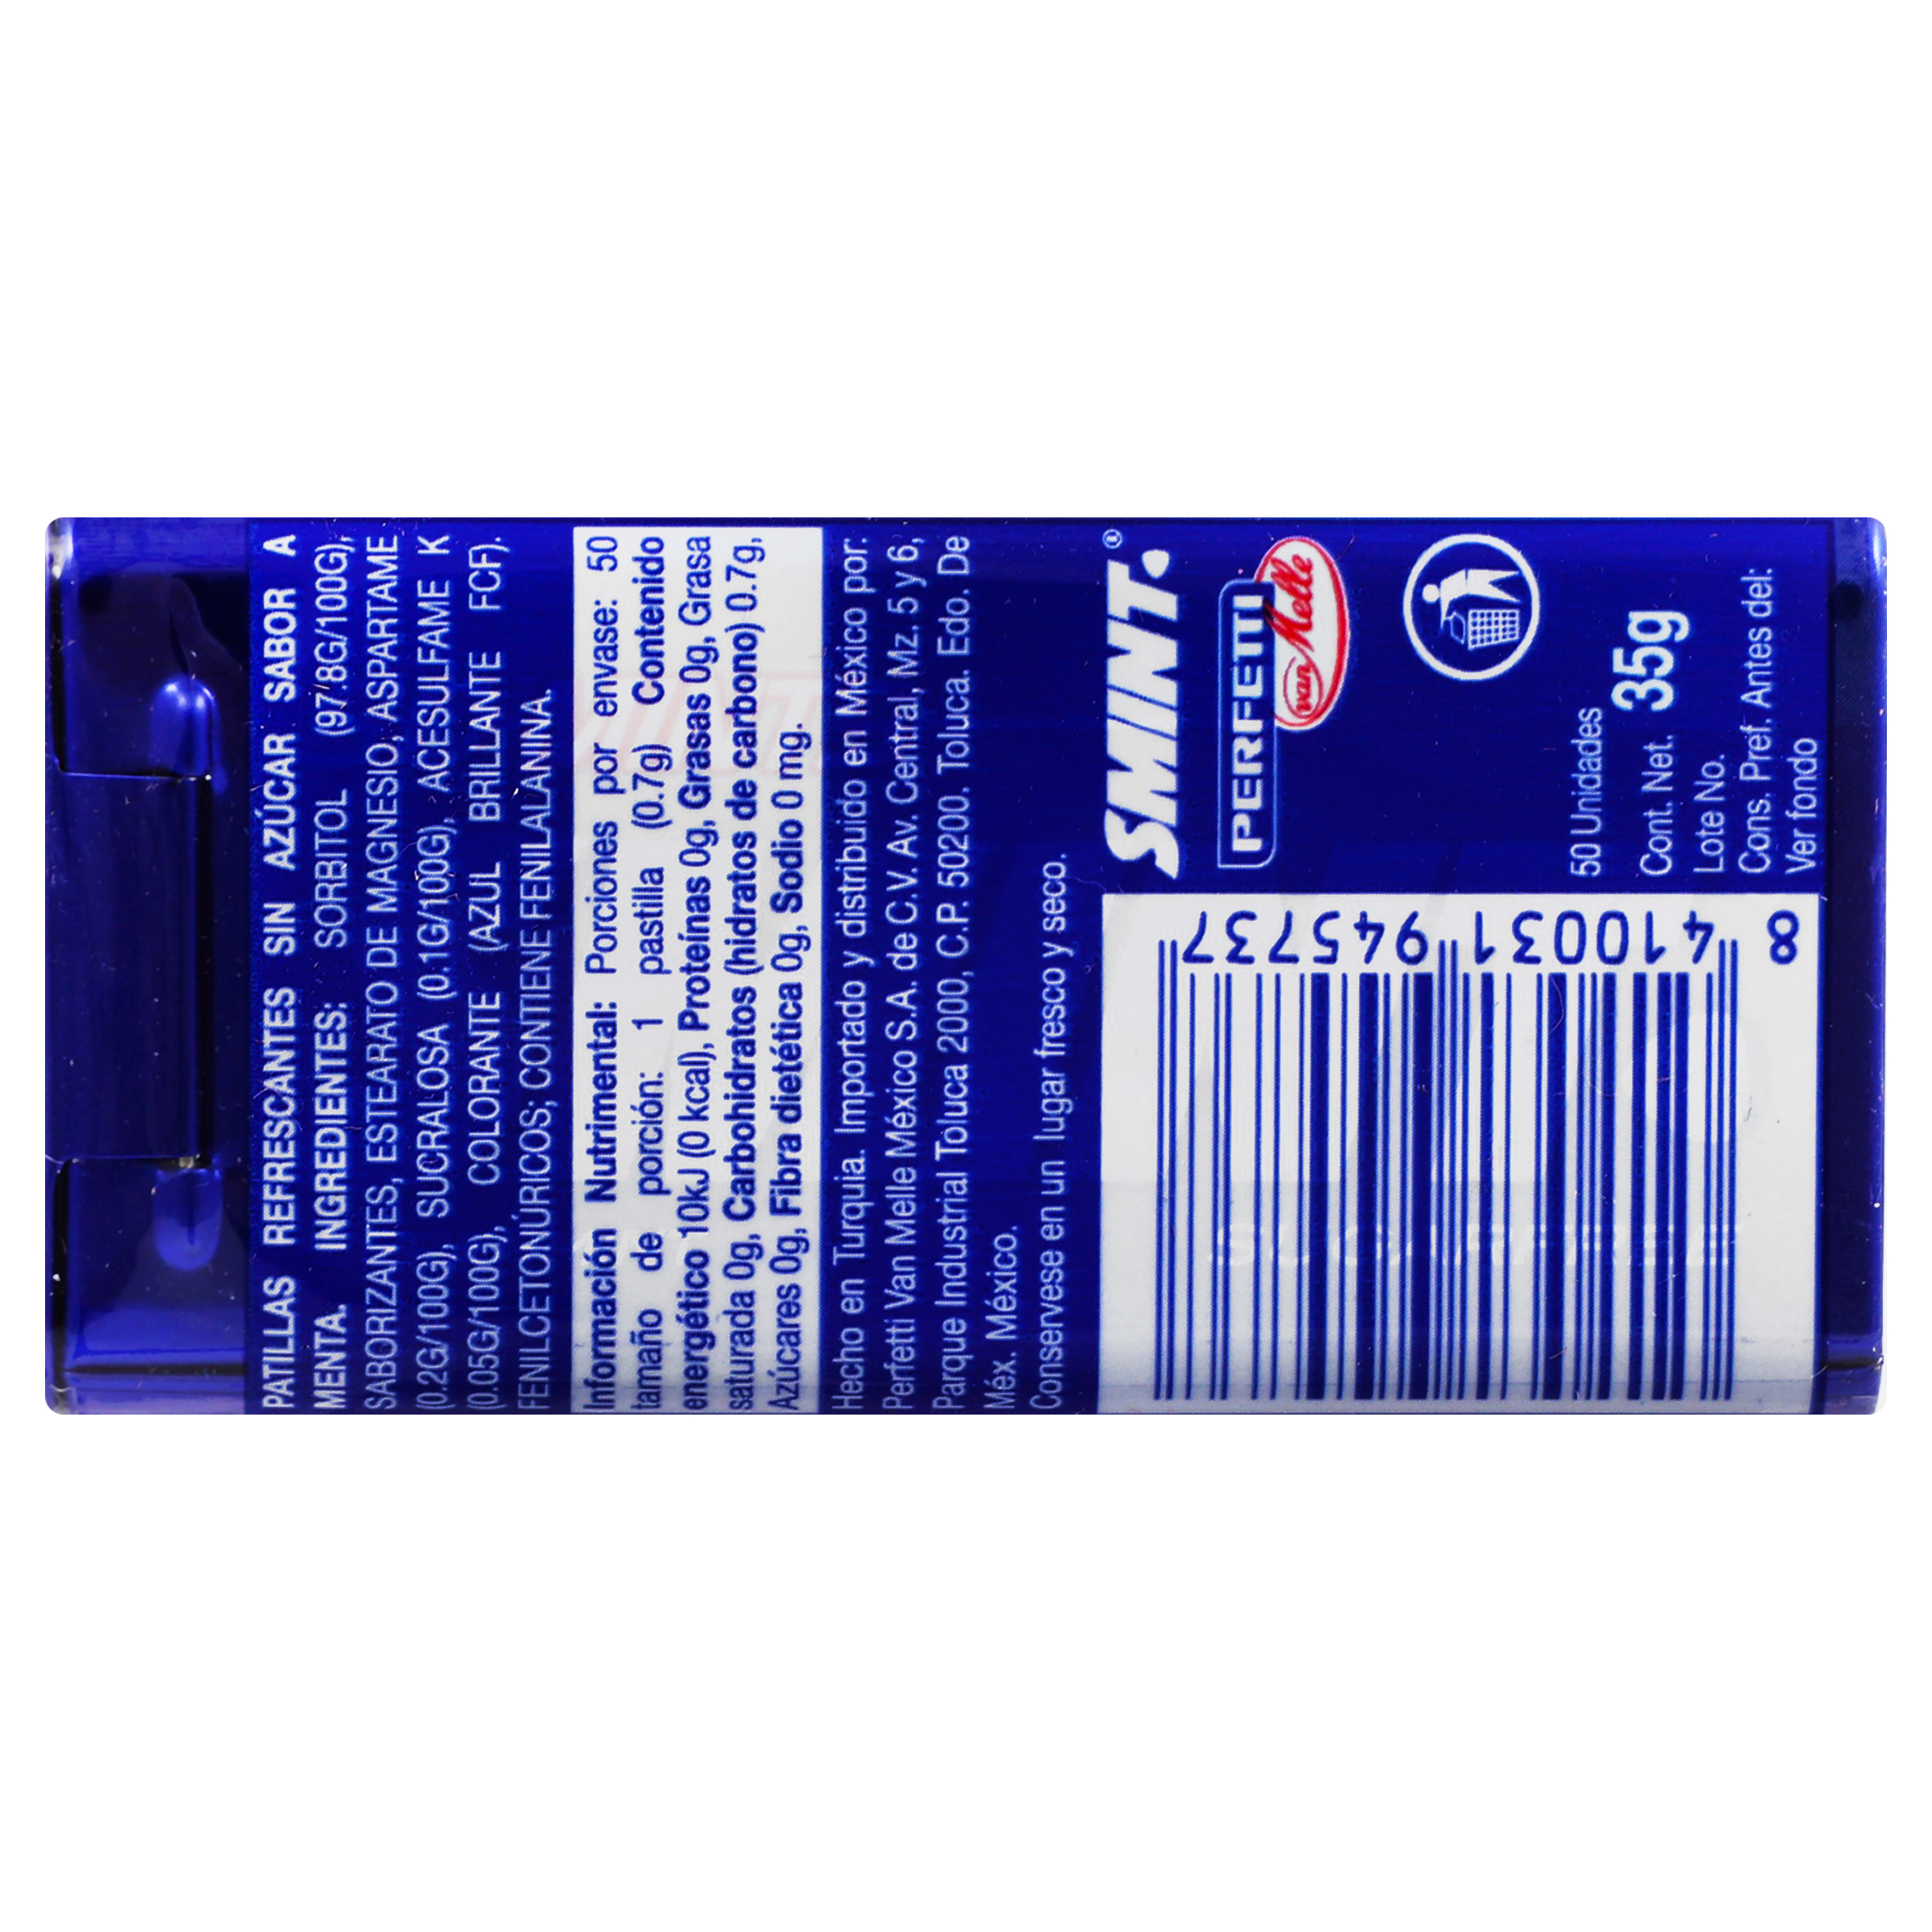 PATILLAS REFRESCANTES SIN AZÚCAR SABOR A
MENTA. INGREDIENTES: SORBITOL (97.8G/100G),
SABORIZANTES, ESTEARATO DE MAGNESIO, ASPARTAME
(0.2G/100G), SUCRALOSA (0.1G/100G), ACESULFAME K
(0.05G/100G), COLORANTE (AZUL BRILLANTE FCF).
FENILCETONÚRICOS; CONTIENE FENILALANINA.
Información Nutrimental: Porciones por envase: 50
tamaño de porción: 1 pastilla (0.7g) Contenido
energético 10kJ (0 kcal), Proteínas 0g, Grasas 0g, Grasa
saturada 0g, Carbohidratos (hidratos de carbono) 0.7g,
Azúcares 0g, Fibra dietética 0g, Sodio 0 mg.
Hecho en Turquia. Importado y distribuido en México por:
Perfetti Van Melle México S.A. de C.V. Av. Central, Mz. 5 y 6,
Parque Industrial Toluca 2000, C.P. 50200. Toluca. Edo. De
Méx. México.
Conservese en un lugar fresco y seco.
SMINT.®
PERFETTI
van Melle
50 Unidades
Cont. Net. 35g
Lote No.
Cons. Pref. Antes del:
Ver fondo
8 410031 945737